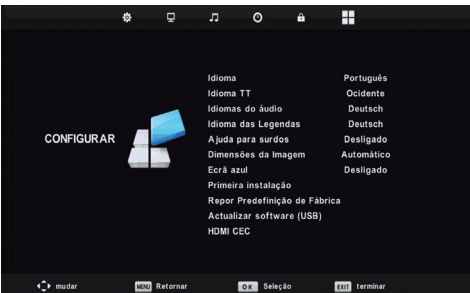 CONFIGURAR
Idioma Português
Idioma TT Ocidente
Idiomas do áudio Deutsch
Idioma das Legendas Deutsch
Ajuda para surdos Desligado
Dimensões da Imagem Automático
Ecrã azul Desligado
Primeira instalação
Repor Predefinição de Fábrica
Actualizar software (USB)
HDMI CEC
mudar MENU Retornar OK Seleção EXIT terminar